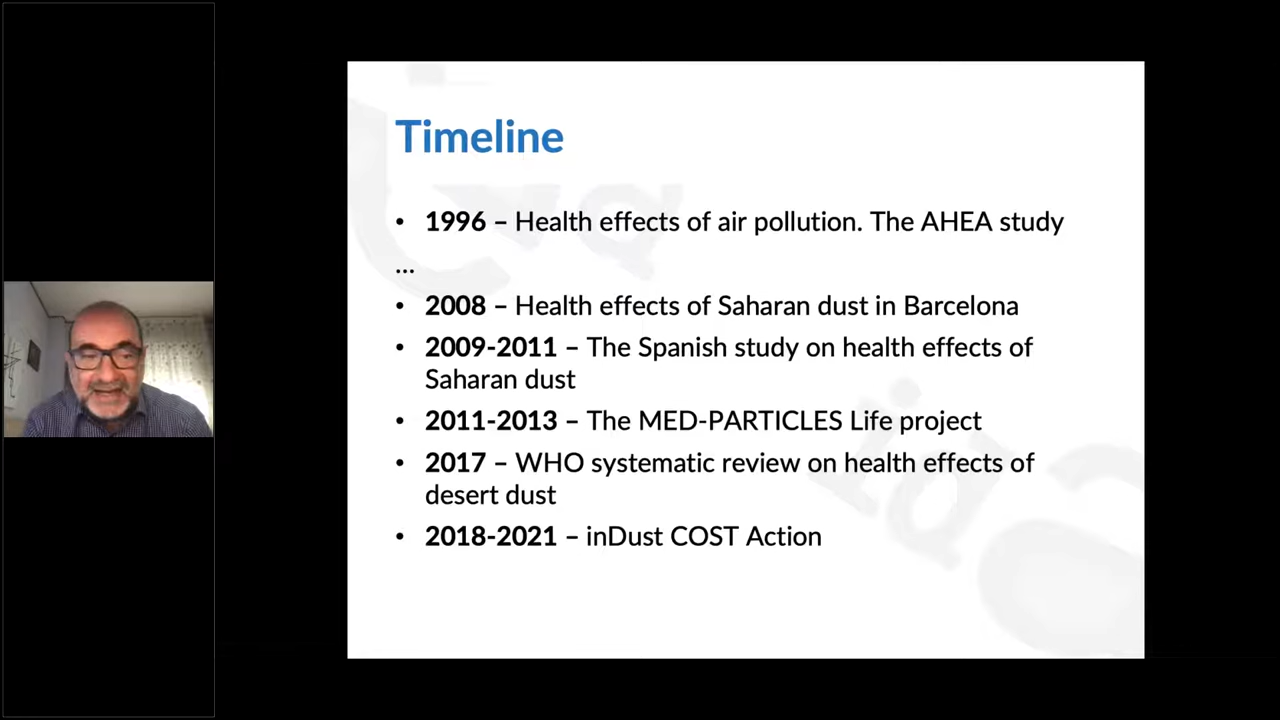 Timeline
• 1996 – Health effects of air pollution. The AHEA study
...
• 2008 – Health effects of Saharan dust in Barcelona
• 2009-2011 – The Spanish study on health effects of
Saharan dust
• 2011-2013 – The MED-PARTICLES Life project
• 2017 – WHO systematic review on health effects of
desert dust
• 2018-2021 – inDust COST Action